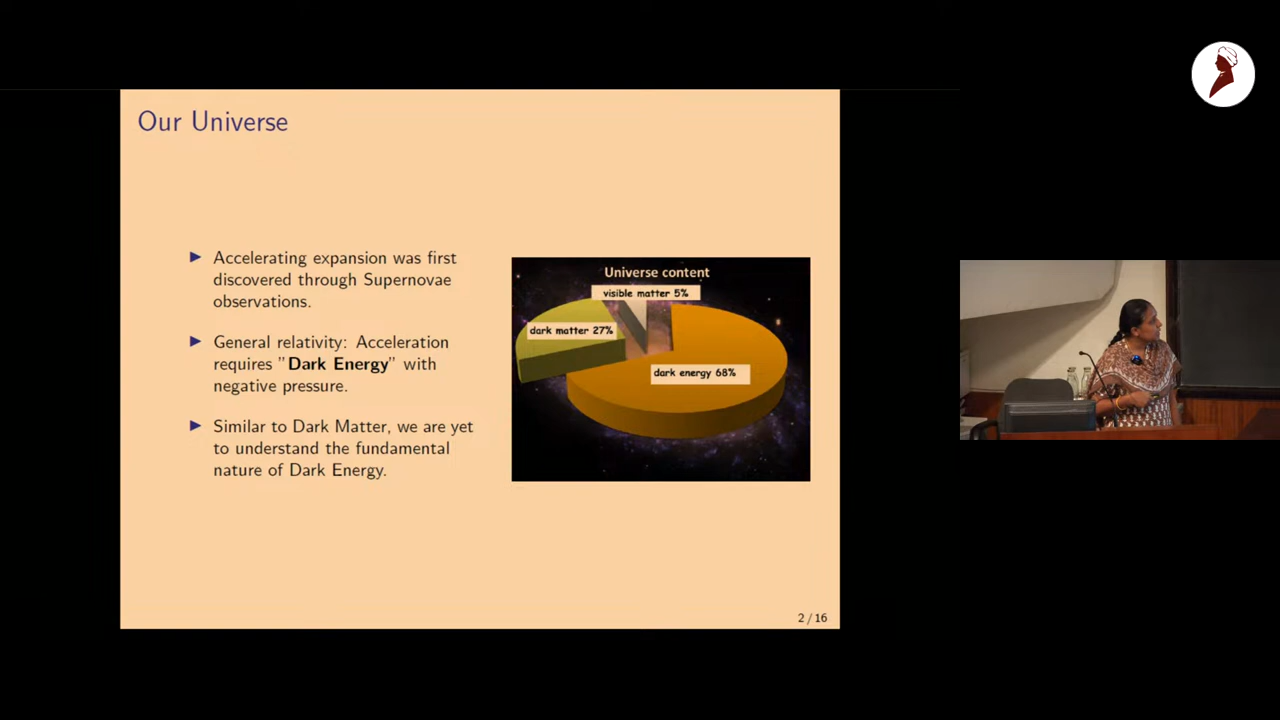 Our Universe
► Accelerating expansion was first
discovered through Supernovae
observations.
► General relativity: Acceleration
requires "Dark Energy" with
negative pressure.
► Similar to Dark Matter, we are yet
to understand the fundamental
nature of Dark Energy.
Universe content
visible matter 5%
dark matter 27%
dark energy 68%
2 / 16